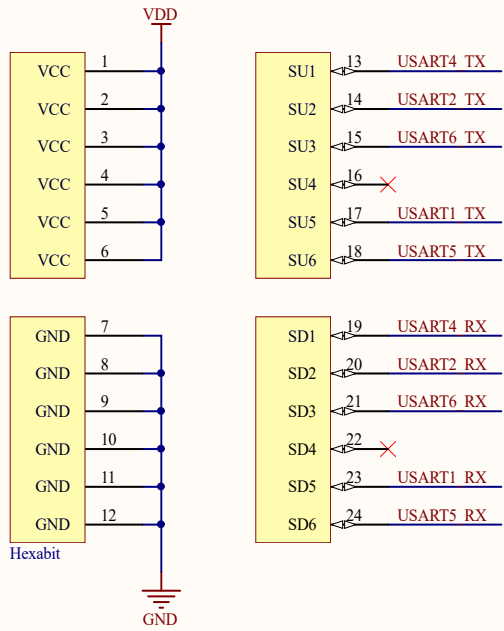 VDD
VCC 1
VCC 2
VCC 3
VCC 4
VCC 5
VCC 6
SU1 13 USART4_TX
SU2 14 USART2_TX
SU3 15 USART6_TX
SU4 16
SU5 17 USART1_TX
SU6 18 USART5_TX
GND 7
GND 8
GND 9
GND 10
GND 11
GND 12
Hexabit
GND
SD1 19 USART4_RX
SD2 20 USART2_RX
SD3 21 USART6_RX
SD4 22
SD5 23 USART1_RX
SD6 24 USART5_RX